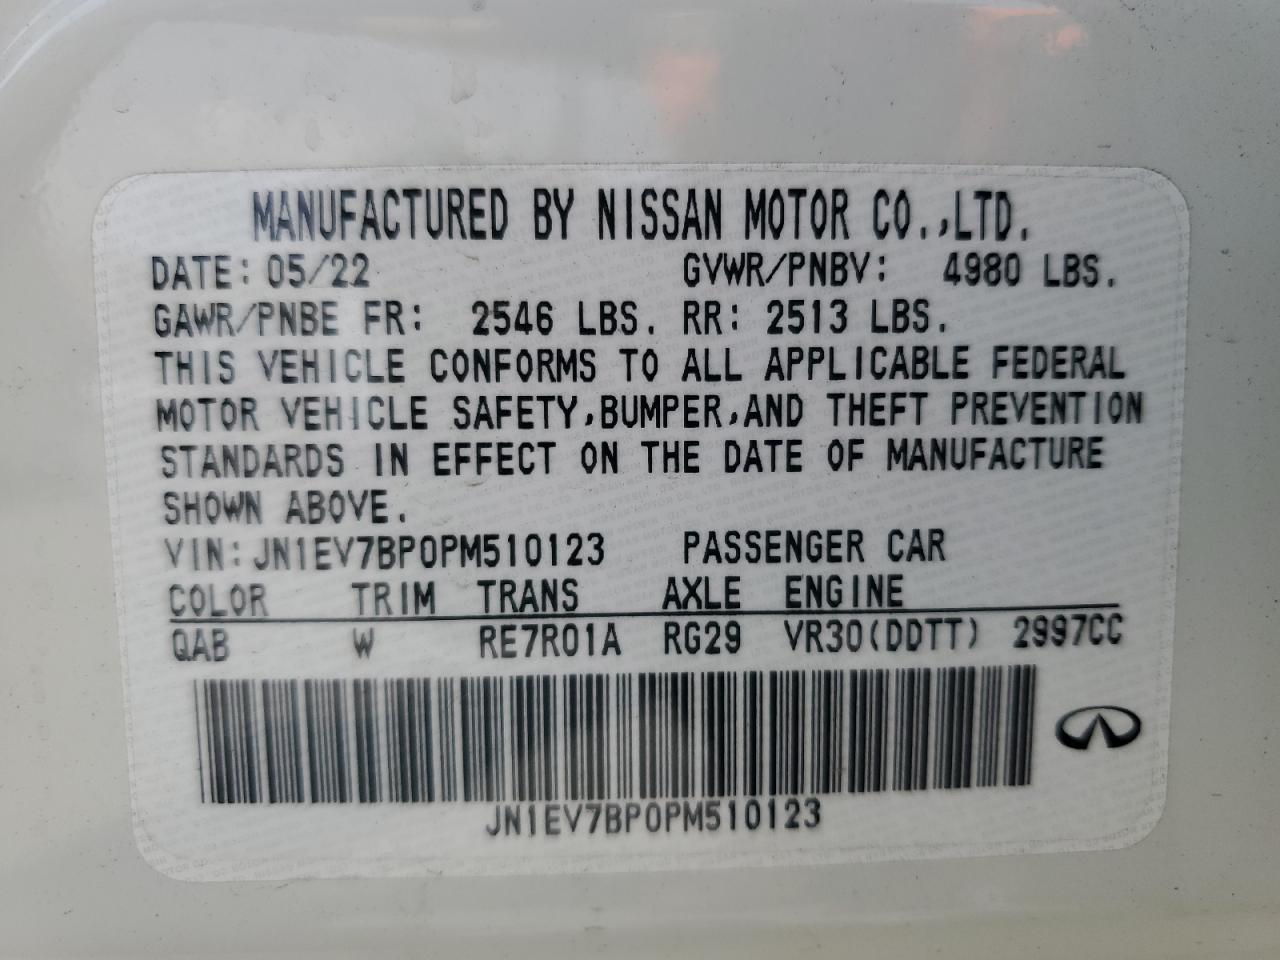 MANUFACTURED BY NISSAN MOTOR CO.,LTD.
DATE: 05/22 GVWR/PNBV: 4980 LBS.
GAWR/PNBE FR: 2546 LBS. RR: 2513 LBS.
THIS VEHICLE CONFORMS TO ALL APPLICABLE FEDERAL
MOTOR VEHICLE SAFETY,BUMPER,AND THEFT PREVENTION
STANDARDS IN EFFECT ON THE DATE OF MANUFACTURE
SHOWN ABOVE.
VIN: JN1EV7BP0PM510123 PASSENGER CAR
COLOR TRIM TRANS AXLE ENGINE
QAB W RE7R01A RG29 VR30(DDTT) 2997CC
JN1EV7BP0PM510123